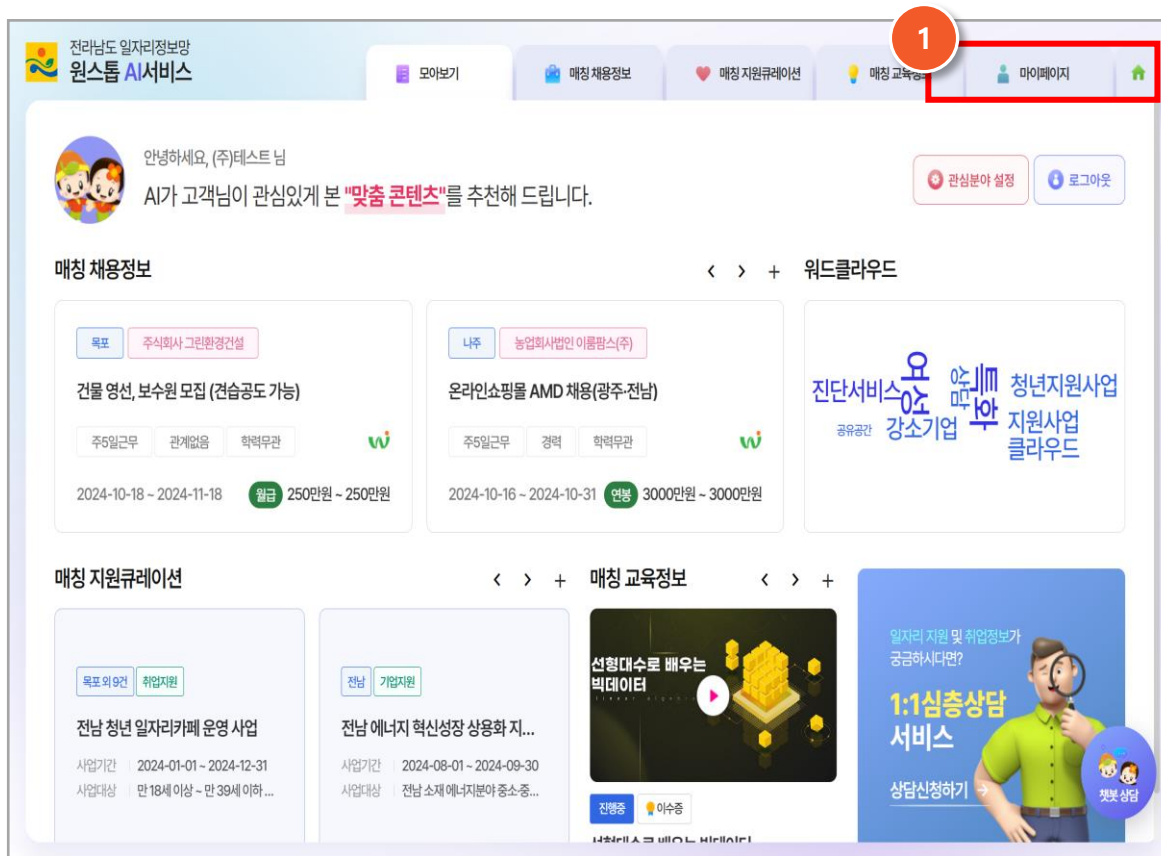 1
전라남도 일자리정보망
원스톱 AI서비스
모아보기
매칭 채용정보
매칭 지원큐레이션
매칭 교육정보
마이페이지
안녕하세요, (주)테스트 님
AI가 고객님이 관심있게 본 "맞춤 콘텐츠"를 추천해 드립니다.
관심분야 설정
로그아웃
매칭 채용정보
목포 주식회사 그린환경건설
건물 영선, 보수원 모집 (견습공도 가능)
주5일근무 관계없음 학력무관
2024-10-18 ~ 2024-11-18 월급 250만원 ~ 250만원
나주 농업회사법인 이룸팜스(주)
온라인쇼핑몰 AMD 채용(광주·전남)
주5일근무 경력 학력무관
2024-10-16 ~ 2024-10-31 연봉 3000만원 ~ 3000만원
워드클라우드
진단서비스
여성
상담
특화
청년지원사업
공유공간
강소기업
지원사업
클라우드
매칭 지원큐레이션
목포 외 9건 취업지원
전남 청년 일자리카페 운영 사업
사업기간 2024-01-01 ~ 2024-12-31
사업대상 만 18세 이상 ~ 만 39세 이하 ...
전남 기업지원
전남 에너지 혁신성장 상용화 지...
사업기간 2024-08-01 ~ 2024-09-30
사업대상 전남 소재 에너지분야 중소·중...
매칭 교육정보
선형대수로 배우는
빅데이터
진행중 이수증
선형대수로 배우는 빅데이터
일자리 지원 및 취업정보가
궁금하시다면?
1:1심층상담
서비스
상담신청하기
챗봇 상담